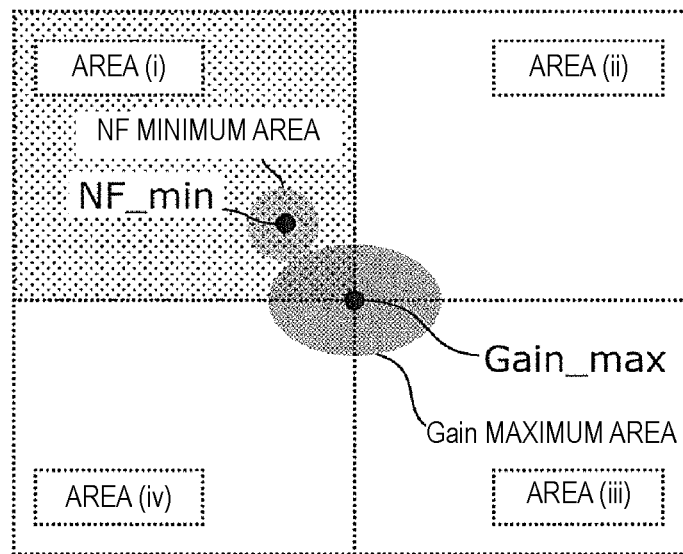 AREA (i)
AREA (ii)
NF MINIMUM AREA
NF_min
Gain_max
Gain MAXIMUM AREA
AREA (iv)
AREA (iii)